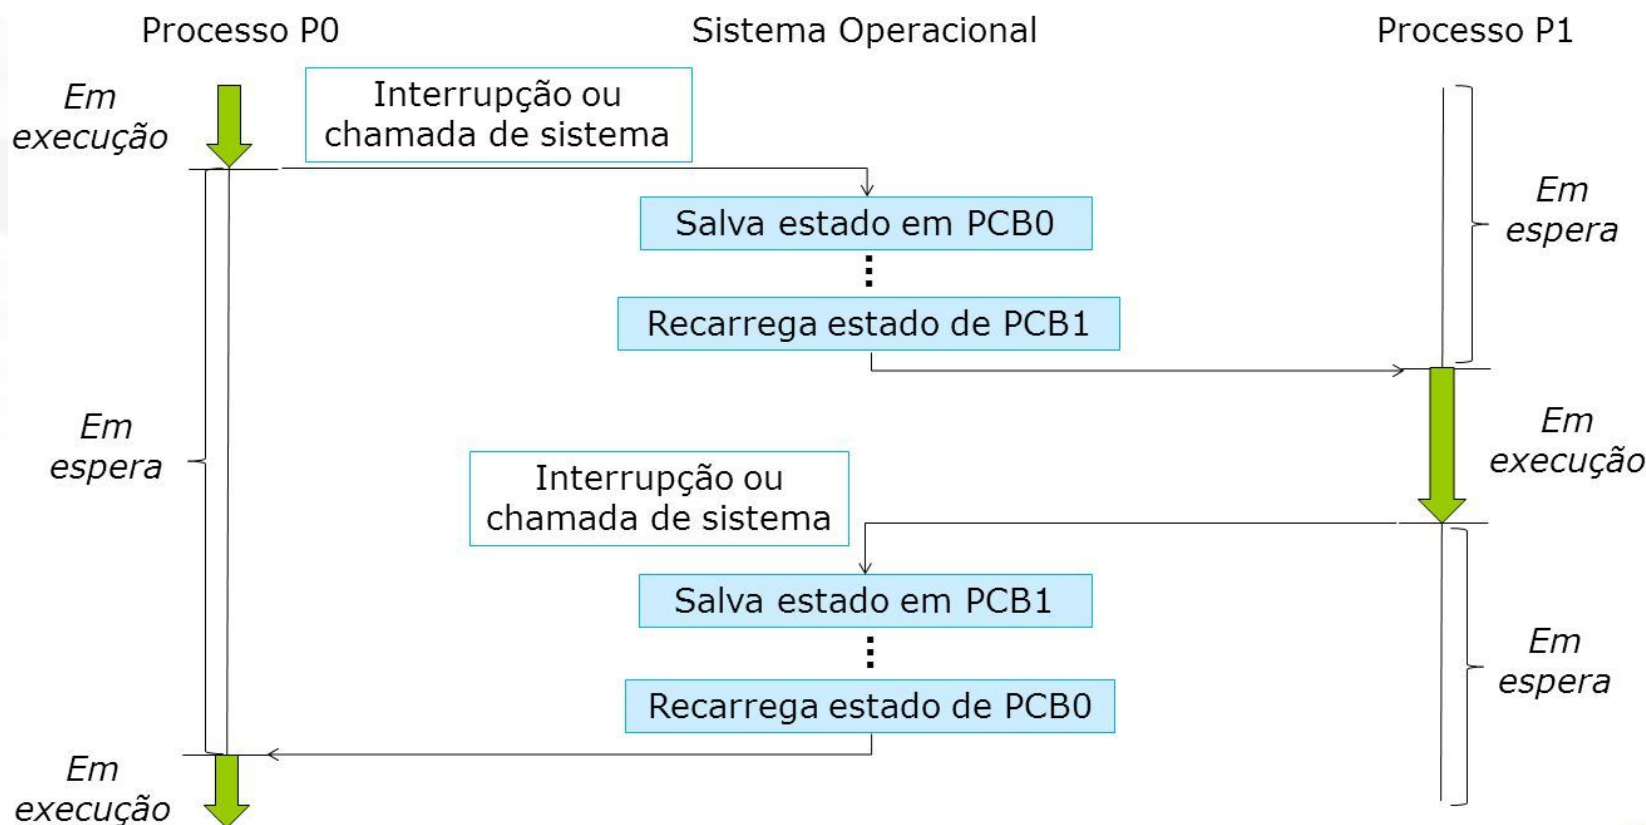 Processo P0
Sistema Operacional
Processo P1
Em
execução
Interrupção ou
chamada de sistema
Salva estado em PCB0
Recarrega estado de PCB1
Em
espera
Em
espera
Em
execução
Interrupção ou
chamada de sistema
Salva estado em PCB1
Recarrega estado de PCB0
Em
espera
Em
execução